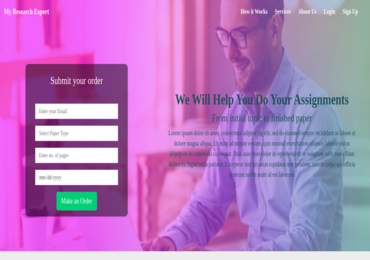 My Research Expert
How it Works Services About Us Login Sign Up
Submit your order
Enter your Email
Select Paper Type
Enter no. of pages
mm/dd/yyyy
Make an Order
We Will Help You Do Your Assignments
From initial topic to finished paper
Lorem ipsum dolor sit amet, consectetur adipiscing elit, sed do eiusmod tempor incididunt ut labore et
dolore magna aliqua. Ut enim ad minim veniam, quis nostrud exercitation ullamco laboris nisi ut
aliquip ex ea commodo consequat. Duis aute irure dolor in reprehenderit in voluptate velit esse cillum
dolore eu fugiat nulla pariatur. Excepteur sint occaecat cupidatat non proident, sunt in culpa qui officia
deserunt mollit anim id est laborum